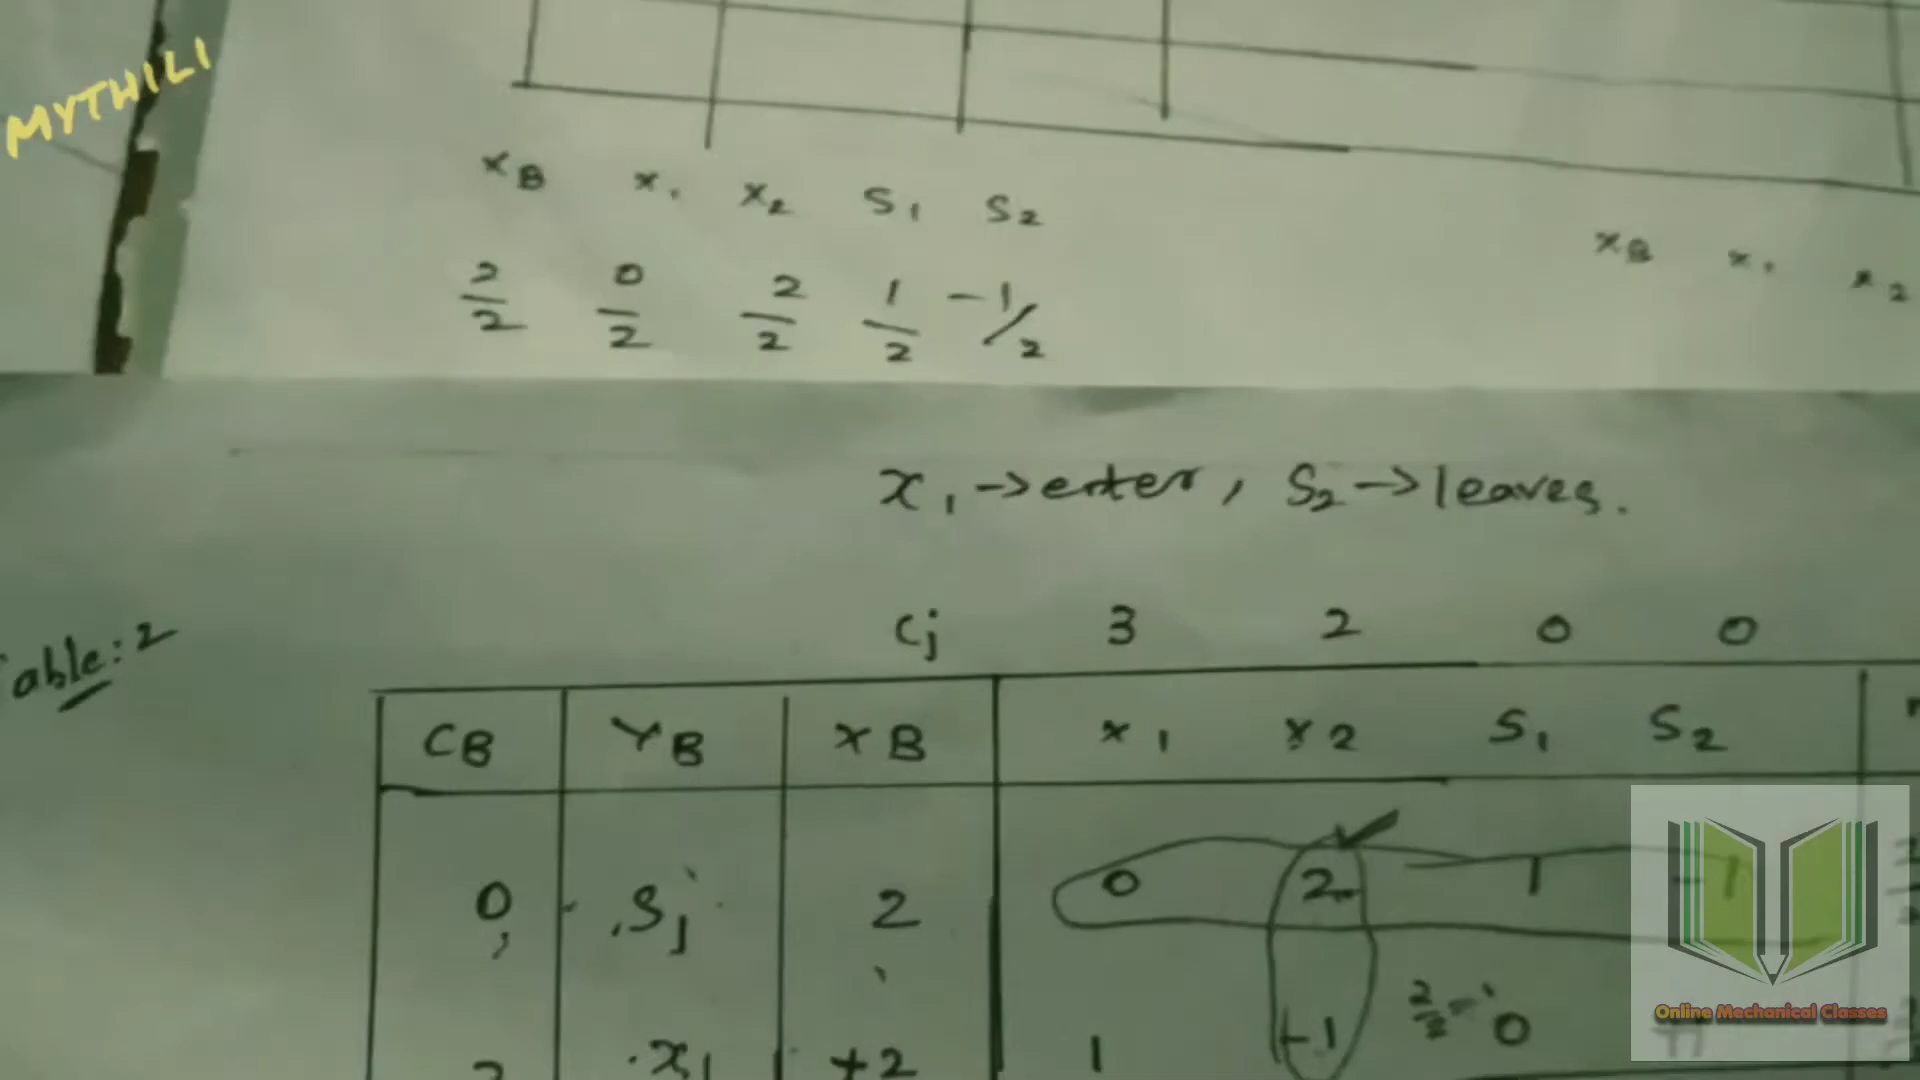 MYTHILI
xB x1 x2 S1 S2
2/2 0/2 2/2 1/2 -1/2
xB x1 x2
x1 → enter, S2 → leaves.
Table: 2
Cj 3 2 0 0
CB YB XB x1 x2 S1 S2
0 S1 2 0 2 1 -1
x1 +2 1 -1 0
Online Mechanical Classes